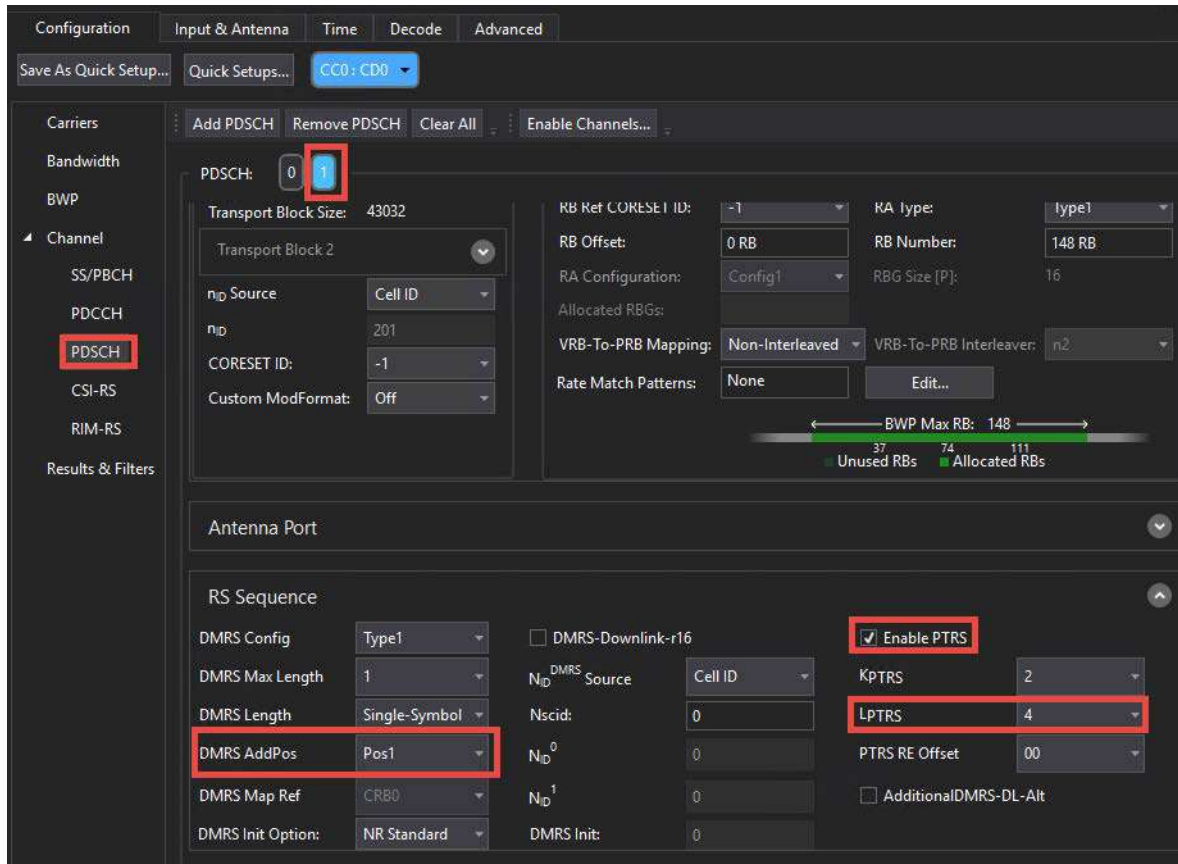 Configuration Input & Antenna Time Decode Advanced
Save As Quick Setup... Quick Setups... CC0 : CD0
Carriers
Bandwidth
BWP
Channel
SS/PBCH
PDCCH
PDSCH
CSI-RS
RIM-RS
Results & Filters
Add PDSCH Remove PDSCH Clear All Enable Channels...
PDSCH: 0 1
Transport Block Size: 43032
Transport Block 2
nID Source Cell ID
nID 201
CORESET ID: -1
Custom ModFormat: Off
RB Ref CORESET ID: -1 RA Type: Type1
RB Offset: 0 RB RB Number: 148 RB
RA Configuration: Config1 RBG Size [P]: 16
Allocated RBGs:
VRB-To-PRB Mapping: Non-Interleaved VRB-To-PRB Interleaver: n2
Rate Match Patterns: None Edit...
BWP Max RB: 148
37 74 111
Unused RBs Allocated RBs
Antenna Port
RS Sequence
DMRS Config Type1 DMRS-Downlink-r16 Enable PTRS
DMRS Max Length 1 NID DMRS Source Cell ID KPTRS 2
DMRS Length Single-Symbol Nscid: 0 LPTRS 4
DMRS AddPos Pos1 NID 0 0 PTRS RE Offset 00
DMRS Map Ref CRB0 NID 1 0 AdditionalDMRS-DL-Alt
DMRS Init Option: NR Standard DMRS Init: 0